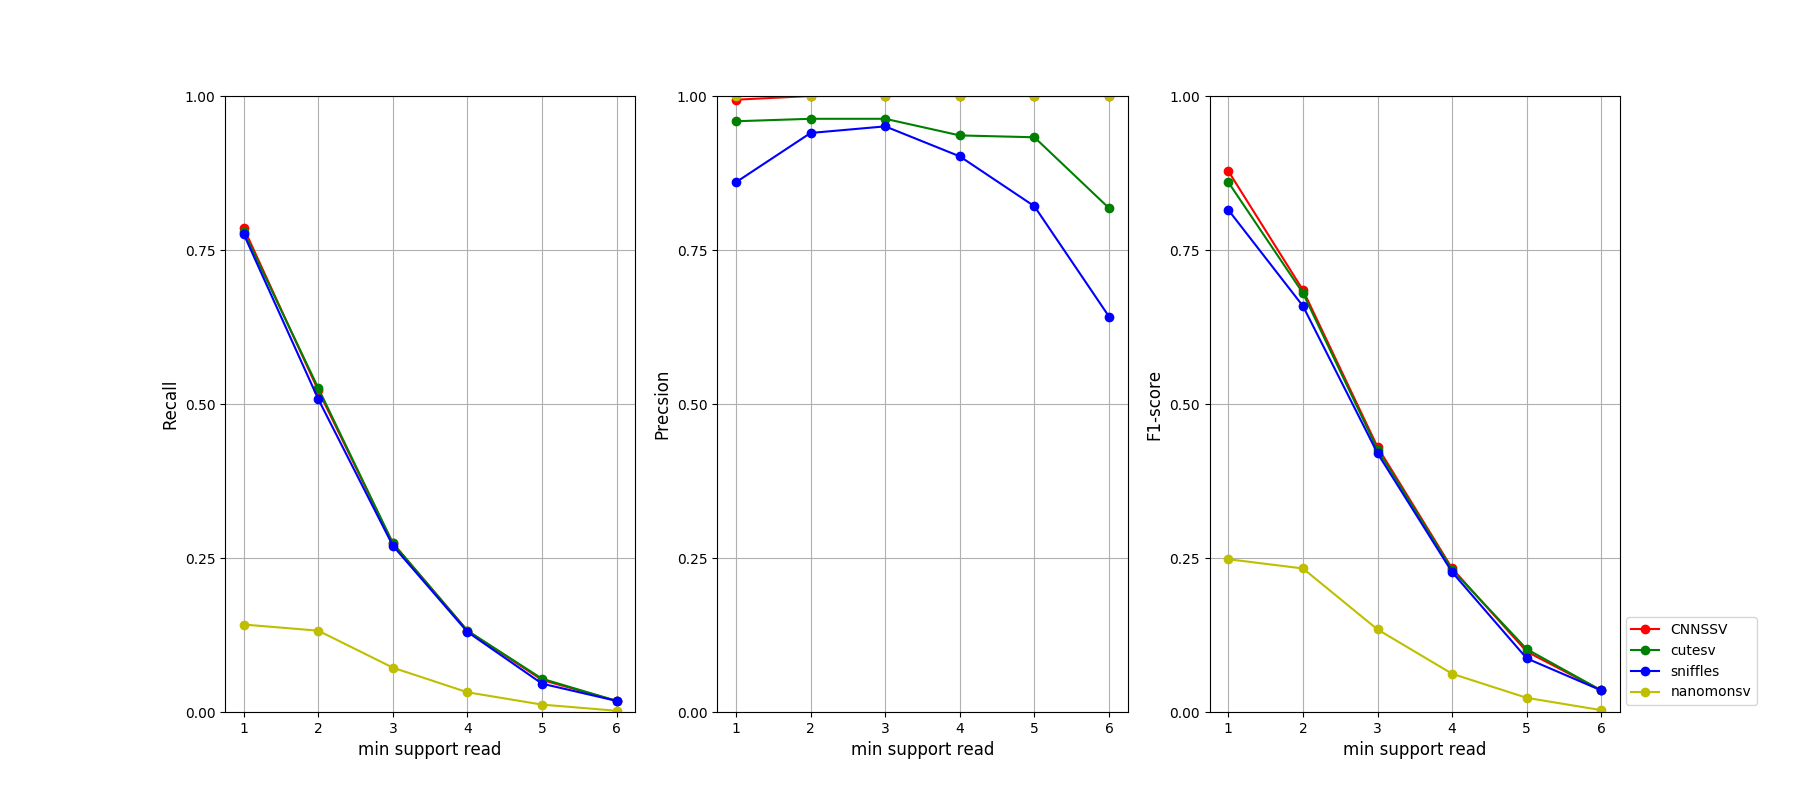 1.00
0.75
0.50
0.25
0.00
Recall
1 2 3 4 5 6
min support read
1.00
0.75
0.50
0.25
0.00
Precsion
1 2 3 4 5 6
min support read
1.00
0.75
0.50
0.25
0.00
F1-score
1 2 3 4 5 6
min support read
CNNSSV
cutesv
sniffles
nanomonsv